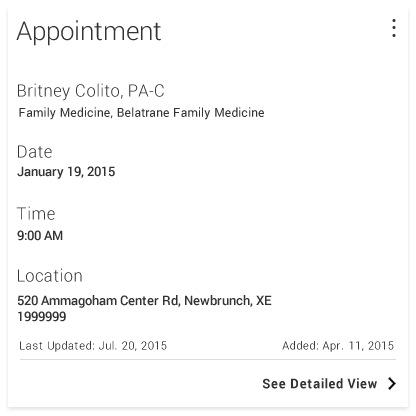 Appointment
Britney Colito, PA-C
Family Medicine, Belatrane Family Medicine
Date
January 19, 2015
Time
9:00 AM
Location
520 Ammagoham Center Rd, Newbrunch, XE
1999999
Last Updated: Jul. 20, 2015 Added: Apr. 11, 2015
See Detailed View